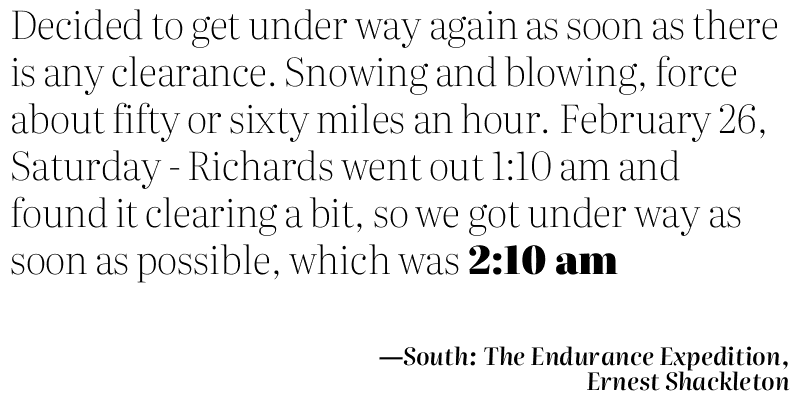 Decided to get under way again as soon as there
is any clearance. Snowing and blowing, force
about fifty or sixty miles an hour. February 26,
Saturday - Richards went out 1:10 am and
found it clearing a bit, so we got under way as
soon as possible, which was 2:10 am
—South: The Endurance Expedition,
Ernest Shackleton